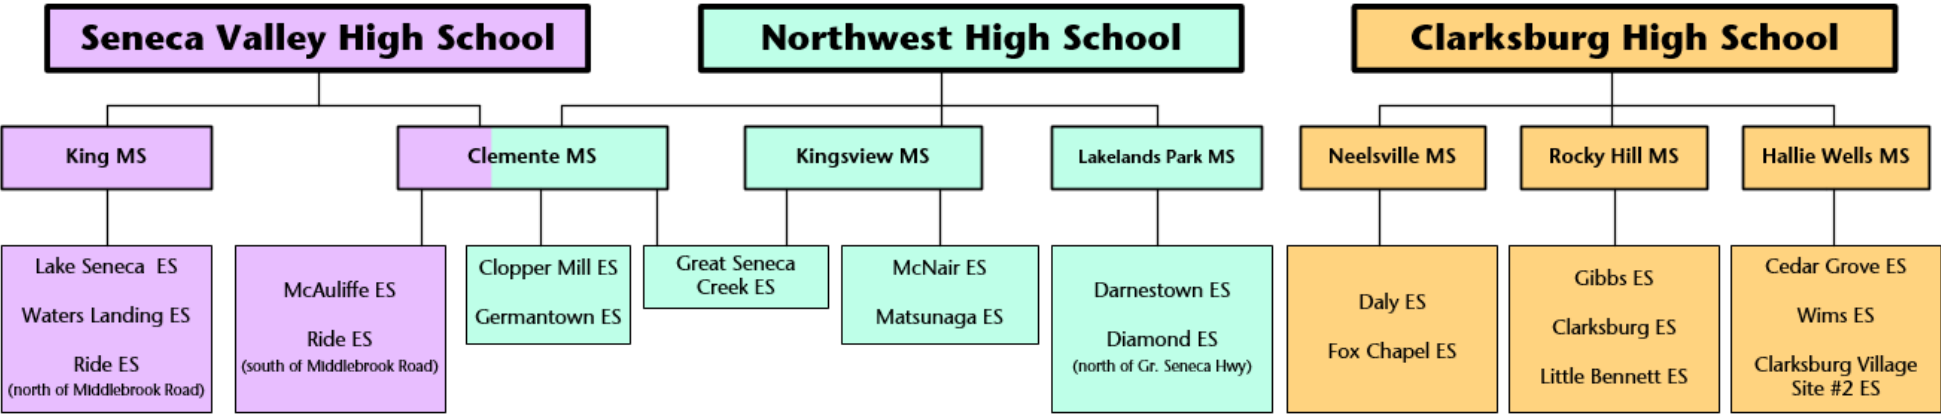 Seneca Valley High School
Northwest High School
Clarksburg High School
King MS
Clemente MS
Kingsview MS
Lakelands Park MS
Neelsville MS
Rocky Hill MS
Hallie Wells MS
Lake Seneca ES
Waters Landing ES
Ride ES
(north of Middlebrook Road)
McAuliffe ES
Ride ES
(south of Middlebrook Road)
Clopper Mill ES
Germantown ES
Great Seneca
Creek ES
McNair ES
Matsunaga ES
Darnestown ES
Diamond ES
(north of Gr. Seneca Hwy)
Daly ES
Fox Chapel ES
Gibbs ES
Clarksburg ES
Little Bennett ES
Cedar Grove ES
Wims ES
Clarksburg Village
Site #2 ES